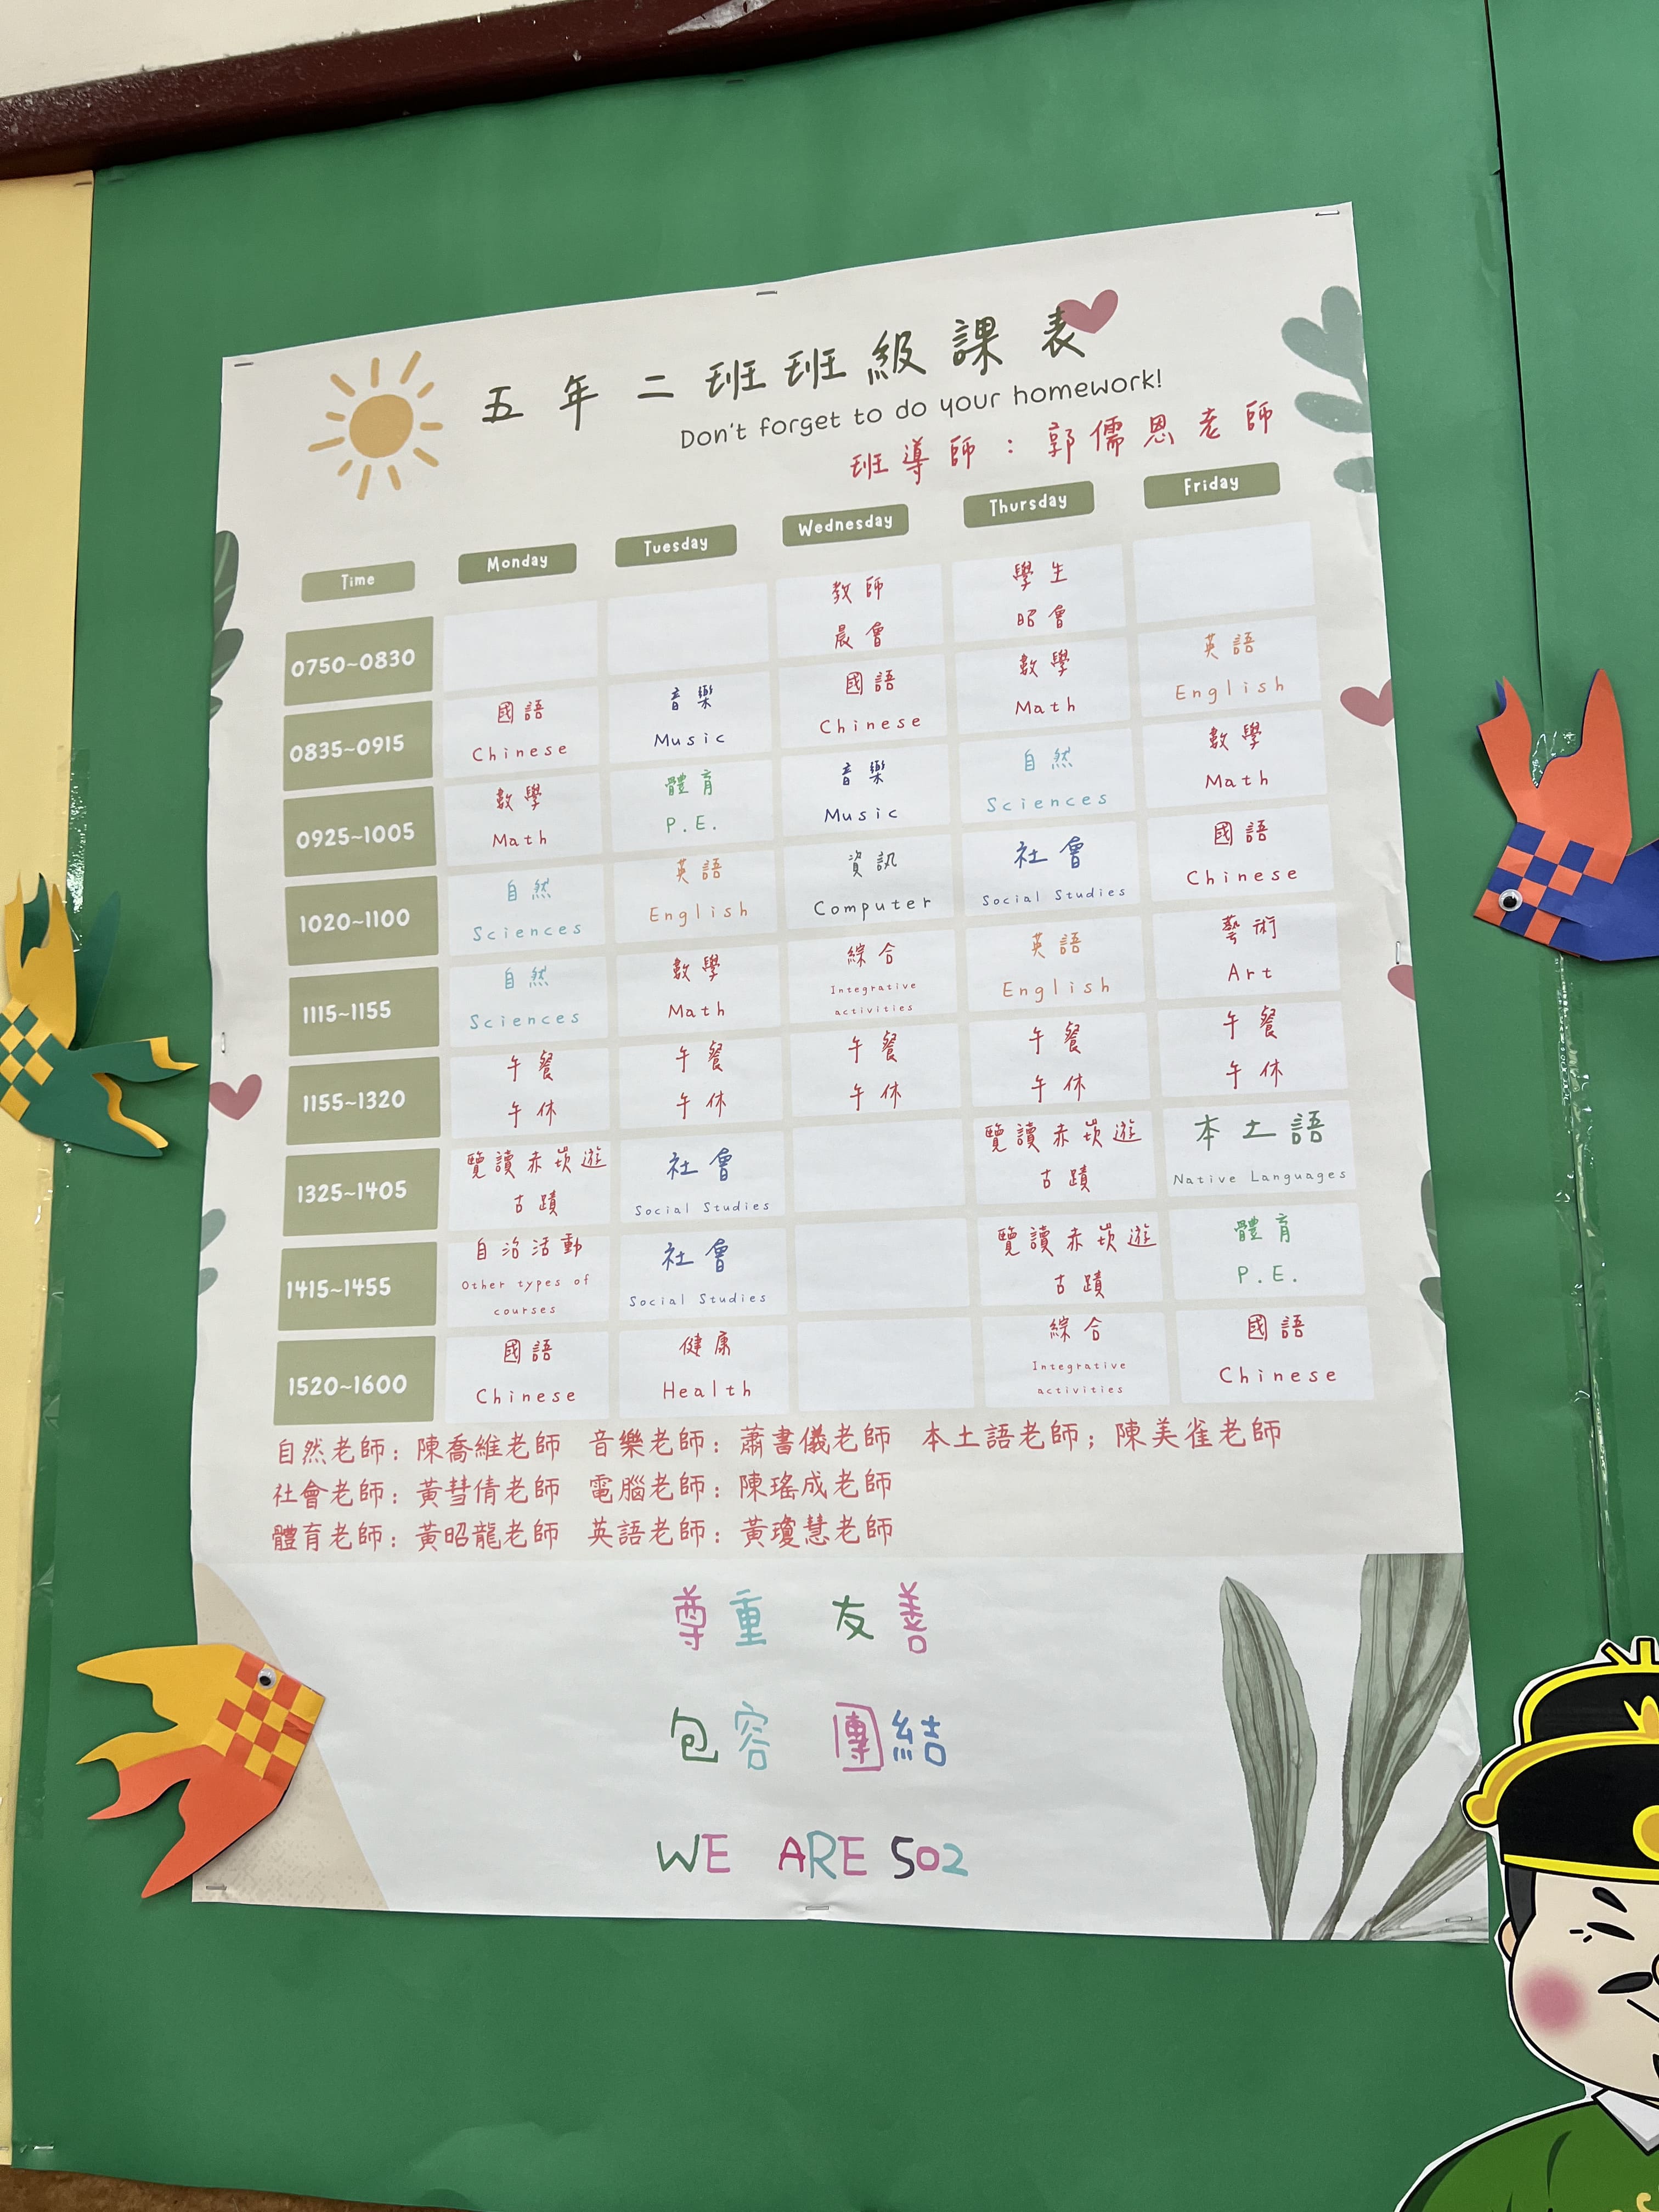 五年二班班級課表
Don't forget to do your homework!
班導師：郭儒恩老師
Time Monday Tuesday Wednesday Thursday Friday
0750~0830 教師晨會 學生昭會
0835~0915 國語 Chinese 音樂 Music 國語 Chinese 數學 Math 英語 English
0925~1005 數學 Math 體育 P.E. 音樂 Music 自然 Sciences 數學 Math
1020~1100 自然 Sciences 英語 English 資訊 Computer 社會 Social Studies 國語 Chinese
1115~1155 自然 Sciences 數學 Math 綜合 Integrative activities 英語 English 藝術 Art
1155~1320 午餐 午休 午餐 午休 午餐 午休 午餐 午休 午餐 午休
1325~1405 覽讀赤崁遊古蹟 社會 Social Studies 覽讀赤崁遊古蹟 本土語 Native Languages
1415~1455 自治活動 Other types of courses 社會 Social Studies 覽讀赤崁遊古蹟 體育 P.E.
1520~1600 國語 Chinese 健康 Health 綜合 Integrative activities 國語 Chinese
自然老師：陳喬維老師 音樂老師：蕭書儀老師 本土語老師；陳美雀老師
社會老師：黃彗倩老師 電腦老師：陳瑤成老師
體育老師：黃昭龍老師 英語老師：黃瓊慧老師
尊重 友善
包容 團結
WE ARE 502